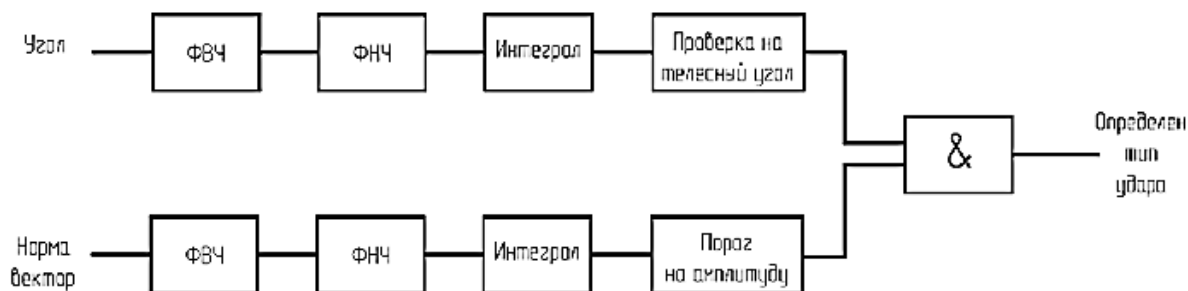 Угол
ФВЧ
ФНЧ
Интеграл
Проверка на
телесный угол
&
Определен
тип
удара
Норма
вектор
ФВЧ
ФНЧ
Интеграл
Порог
на амплитуду